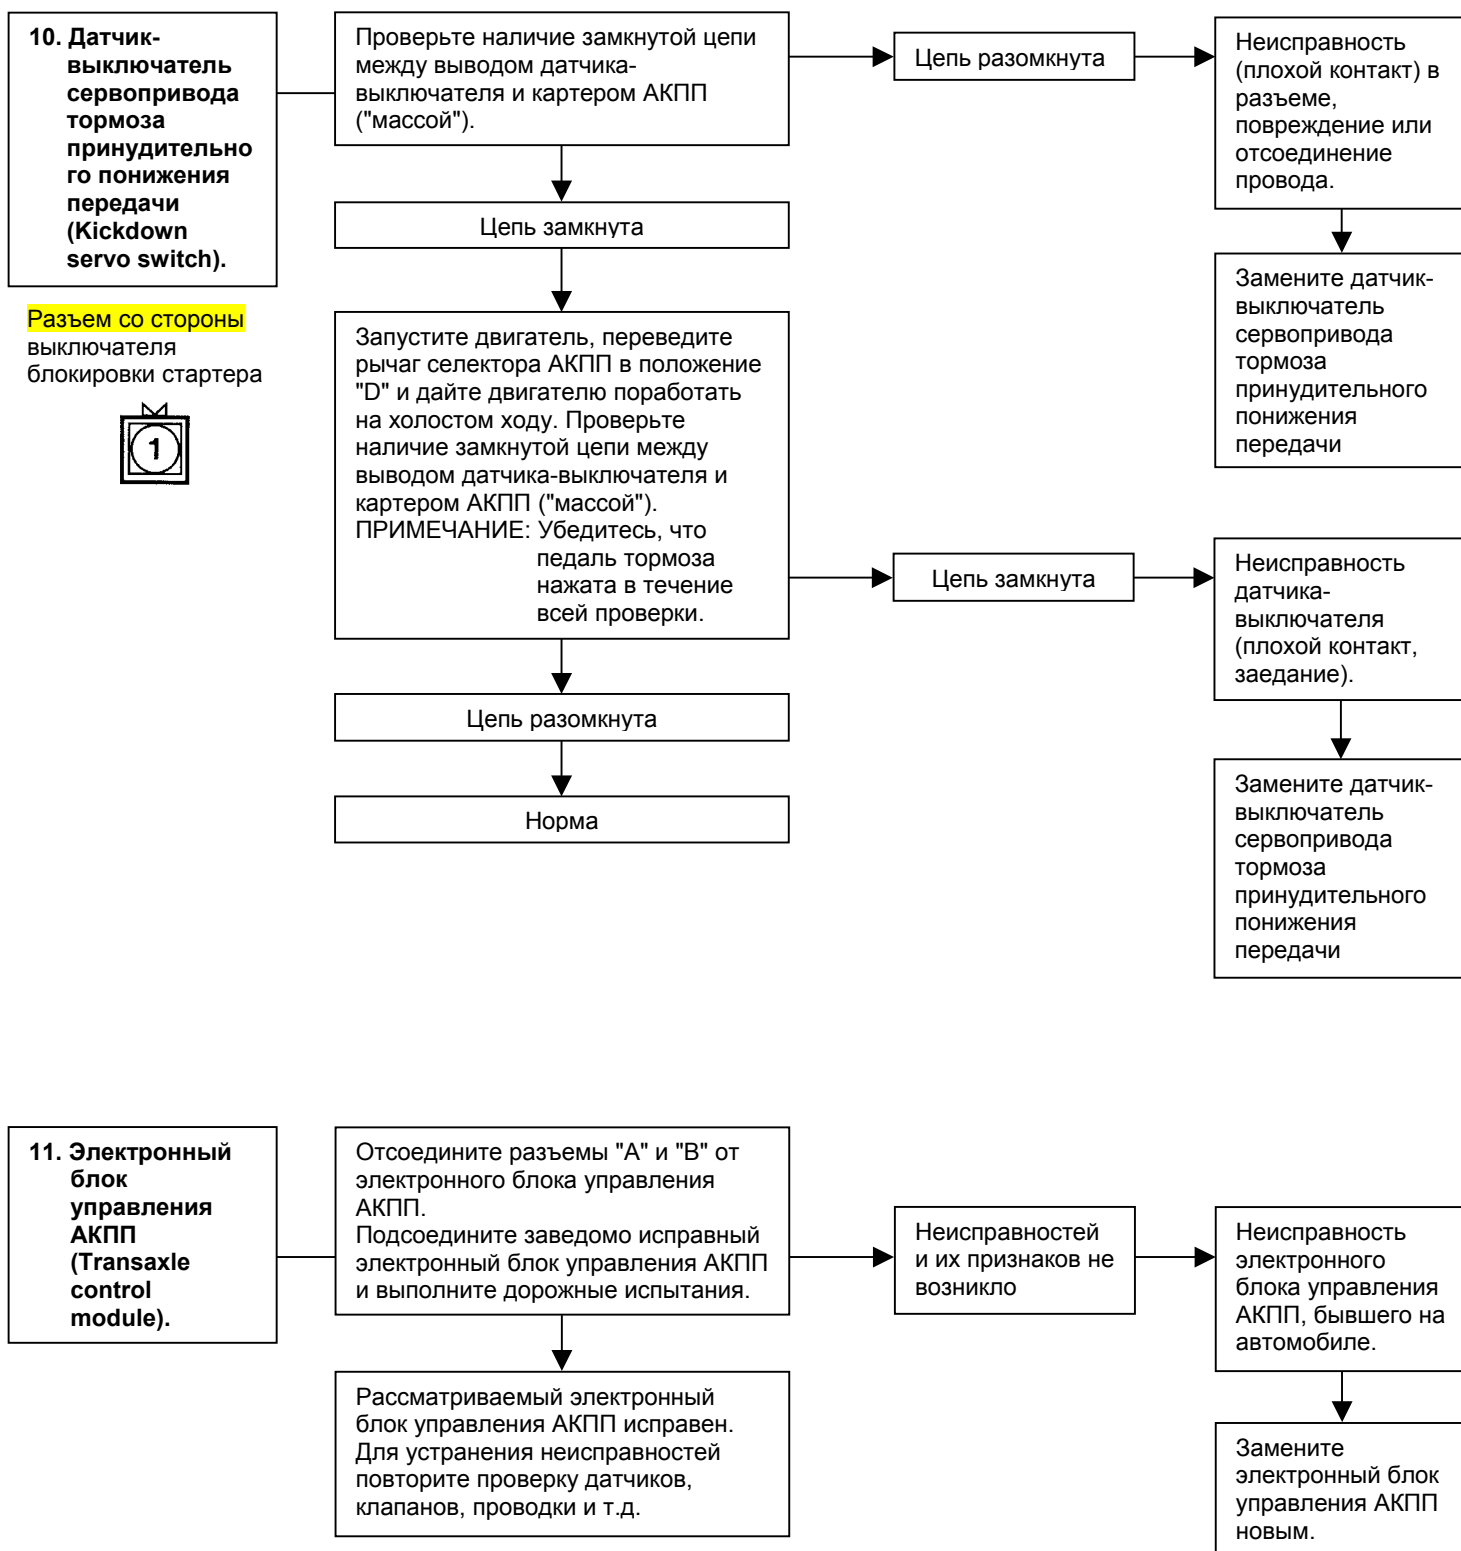 10. Датчик-
выключатель
сервопривода
тормоза
принудительно
го понижения
передачи
(Kickdown
servo switch).
Разъем со стороны
выключателя
блокировки стартера
1
Проверьте наличие замкнутой цепи
между выводом датчика-
выключателя и картером АКПП
("массой").
Цепь разомкнута
Неисправность
(плохой контакт) в
разъеме,
повреждение или
отсоединение
провода.
Замените датчик-
выключатель
сервопривода
тормоза
принудительного
понижения
передачи
Цепь замкнута
Запустите двигатель, переведите
рычаг селектора АКПП в положение
"D" и дайте двигателю поработать
на холостом ходу. Проверьте
наличие замкнутой цепи между
выводом датчика-выключателя и
картером АКПП ("массой").
ПРИМЕЧАНИЕ: Убедитесь, что
педаль тормоза
нажата в течение
всей проверки.
Цепь замкнута
Неисправность
датчика-
выключателя
(плохой контакт,
заедание).
Замените датчик-
выключатель
сервопривода
тормоза
принудительного
понижения
передачи
Цепь разомкнута
Норма
11. Электронный
блок
управления
АКПП
(Transaxle
control
module).
Отсоедините разъемы "А" и "В" от
электронного блока управления
АКПП.
Подсоедините заведомо исправный
электронный блок управления АКПП
и выполните дорожные испытания.
Неисправностей
и их признаков не
возникло
Неисправность
электронного
блока управления
АКПП, бывшего на
автомобиле.
Замените
электронный блок
управления АКПП
новым.
Рассматриваемый электронный
блок управления АКПП исправен.
Для устранения неисправностей
повторите проверку датчиков,
клапанов, проводки и т.д.